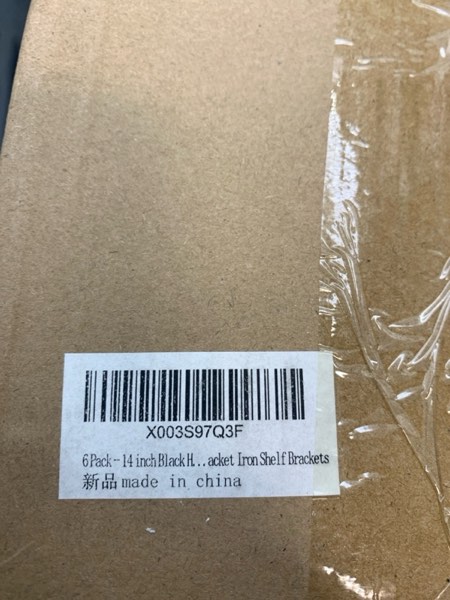 X003S97Q3F
6 Pack - 14 inch Black H...acket Iron Shelf Brackets
新品 made in china